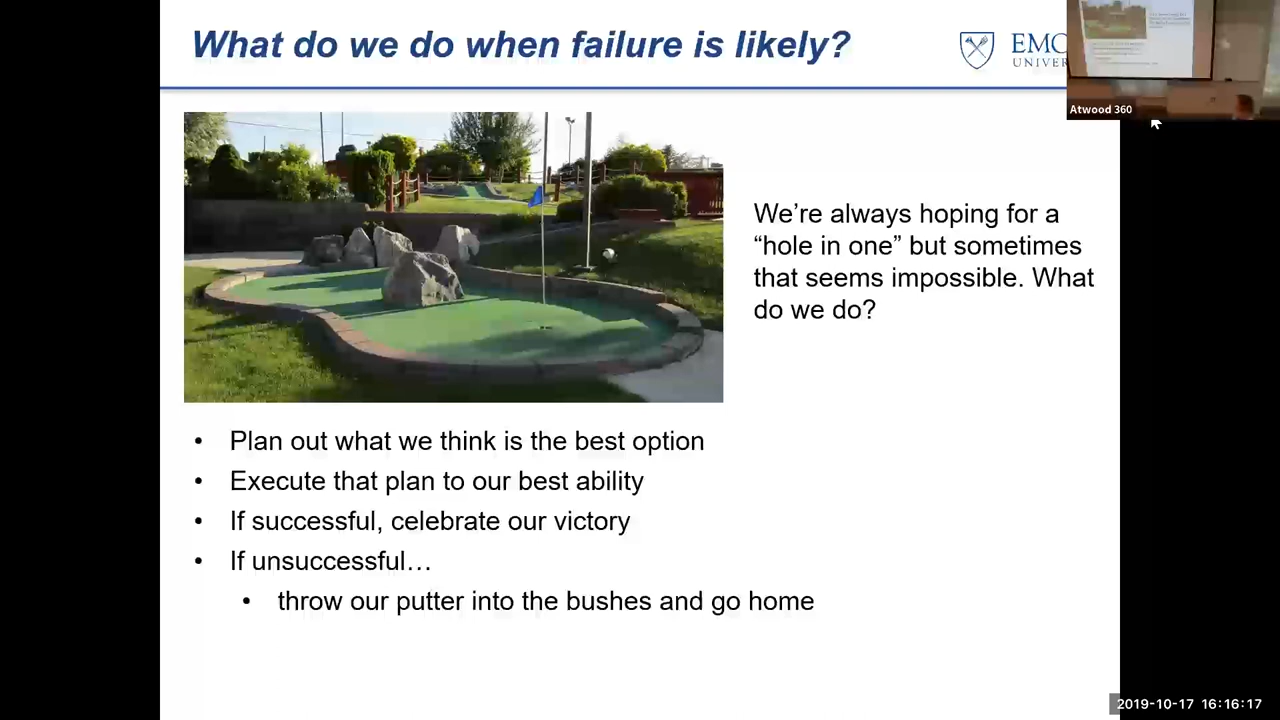 What do we do when failure is likely?
EMC
UNIVER
Atwood 360
We're always hoping for a
“hole in one” but sometimes
that seems impossible. What
do we do?
• Plan out what we think is the best option
• Execute that plan to our best ability
• If successful, celebrate our victory
• If unsuccessful…
• throw our putter into the bushes and go home
2019-10-17 16:16:17